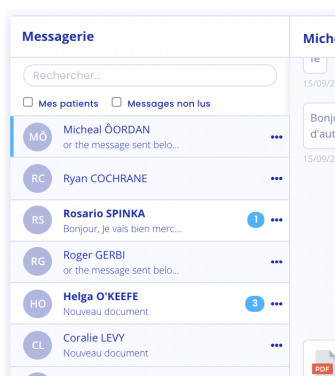 Messagerie
Rechercher...
Mes patients
Messages non lus
MÔ
Micheal ÔORDAN
or the message sent belo...
RC
Ryan COCHRANE
RS
Rosario SPINKA
Bonjour, Je vais bien merc...
1
RG
Roger GERBI
or the message sent belo...
HO
Helga O'KEEFE
Nouveau document
3
CL
Coralie LEVY
Nouveau document
Mich
15/09/2
Bonj
d'aut
15/09/2
PDF